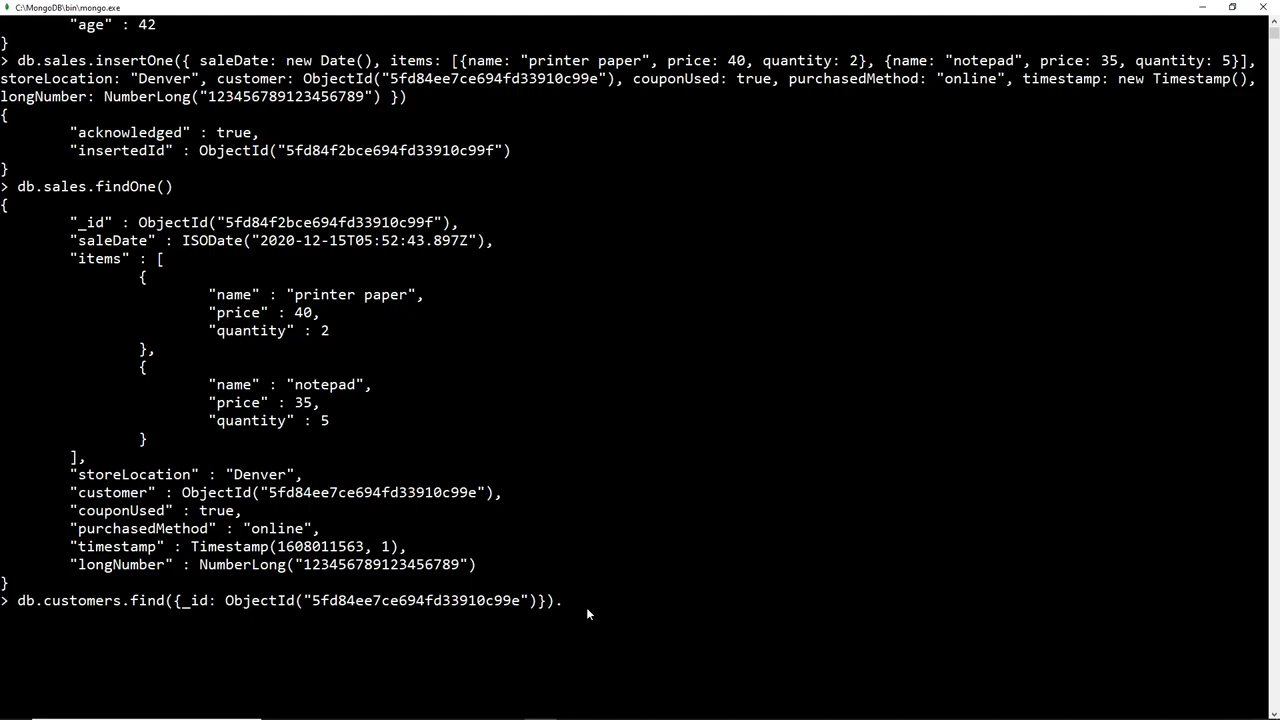 C:\MongoDB\bin\mongo.exe
"age" : 42
}
> db.sales.insertOne({ saleDate: new Date(), items: [{name: "printer paper", price: 40, quantity: 2}, {name: "notepad", price: 35, quantity: 5}],
storeLocation: "Denver", customer: ObjectId("5fd84ee7ce694fd33910c99e"), couponUsed: true, purchasedMethod: "online", timestamp: new Timestamp(),
longNumber: NumberLong("123456789123456789") })
{
"acknowledged" : true,
"insertedId" : ObjectId("5fd84f2bce694fd33910c99f")
}
> db.sales.findOne()
{
"_id" : ObjectId("5fd84f2bce694fd33910c99f"),
"saleDate" : ISODate("2020-12-15T05:52:43.897Z"),
"items" : [
{
"name" : "printer paper",
"price" : 40,
"quantity" : 2
},
{
"name" : "notepad",
"price" : 35,
"quantity" : 5
}
],
"storeLocation" : "Denver",
"customer" : ObjectId("5fd84ee7ce694fd33910c99e"),
"couponUsed" : true,
"purchasedMethod" : "online",
"timestamp" : Timestamp(1608011563, 1),
"longNumber" : NumberLong("123456789123456789")
}
> db.customers.find({_id: ObjectId("5fd84ee7ce694fd33910c99e")}).